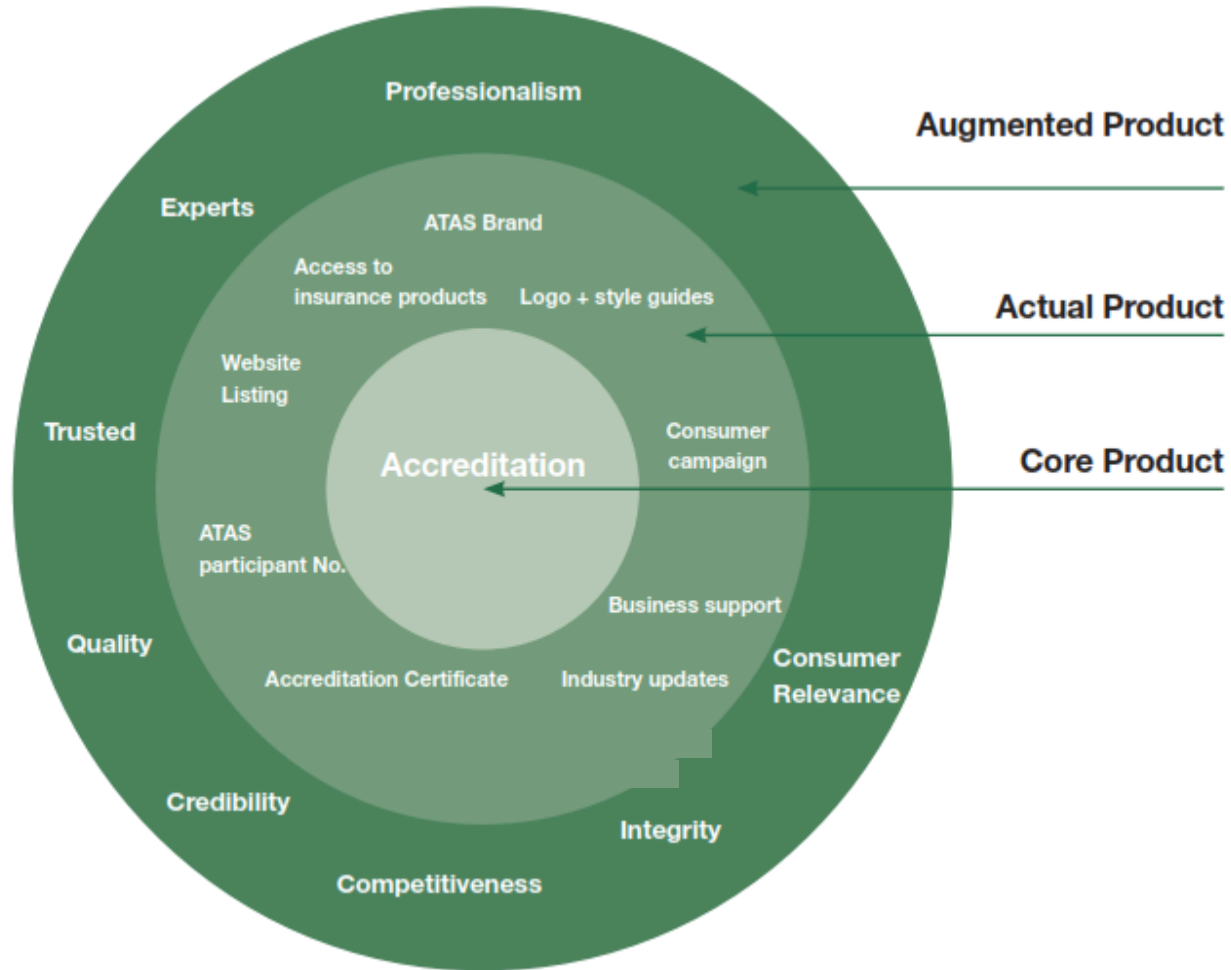 Professionalism
Augmented Product
Experts
ATAS Brand
Access to
insurance products
Logo + style guides
Actual Product
Website
Listing
Trusted
Consumer
campaign
Accreditation
Core Product
ATAS
participant No.
Business support
Quality
Consumer
Relevance
Accreditation Certificate
Industry updates
Credibility
Integrity
Competitiveness